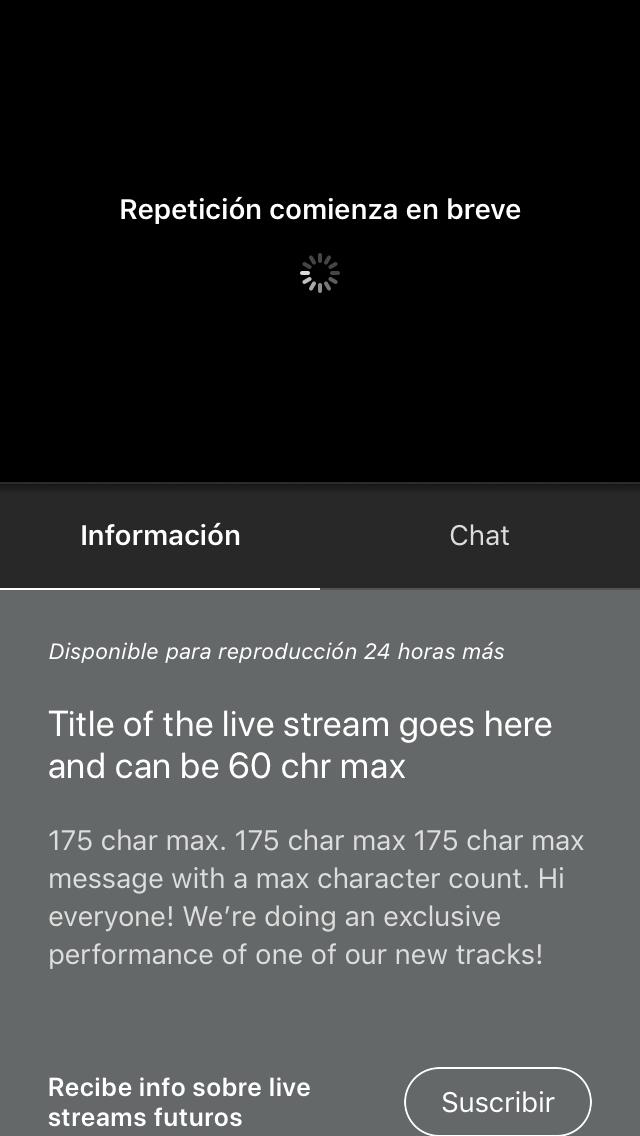 Repetición comienza en breve
Información
Chat
Disponible para reproducción 24 horas más
Title of the live stream goes here
and can be 60 chr max
175 char max. 175 char max 175 char max
message with a max character count. Hi
everyone! We’re doing an exclusive
performance of one of our new tracks!
Recibe info sobre live
streams futuros
Suscribir